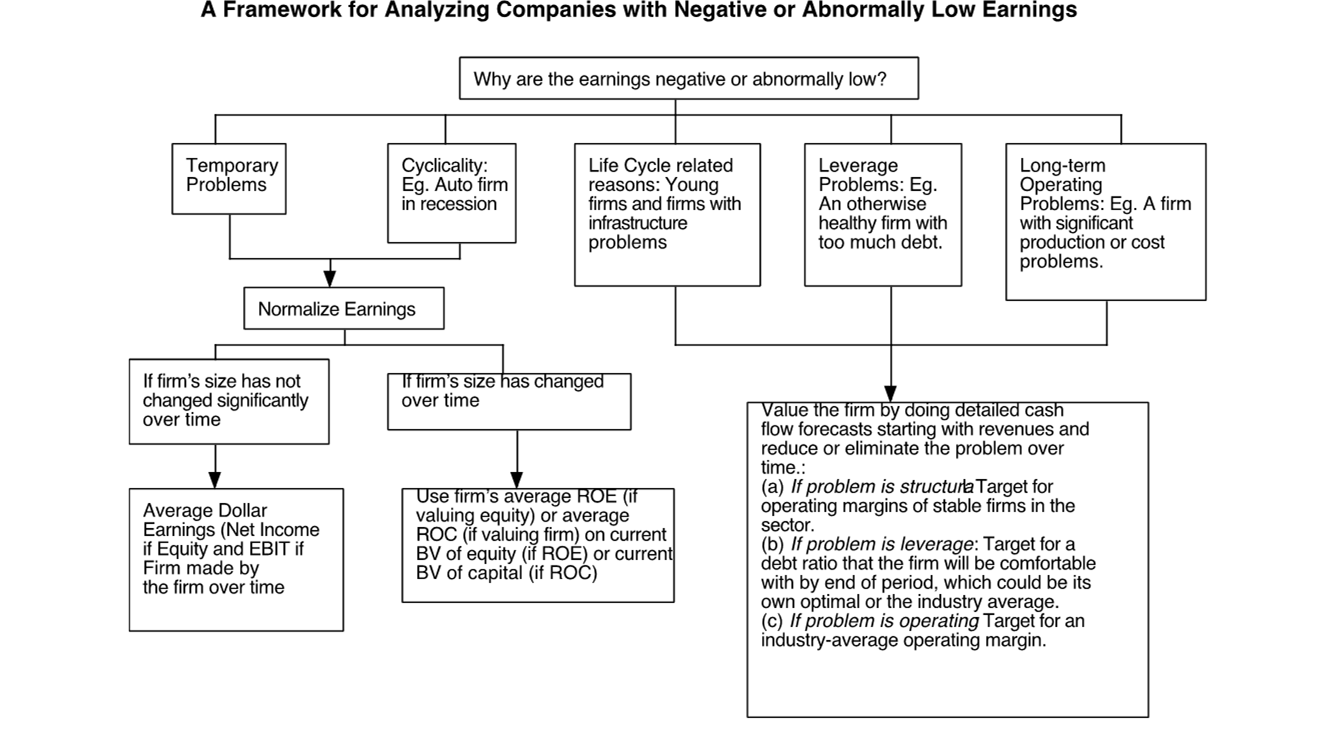 A Framework for Analyzing Companies with Negative or Abnormally Low Earnings
Why are the earnings negative or abnormally low?
Temporary
Problems
Cyclicality:
Eg. Auto firm
in recession
Life Cycle related
reasons: Young
firms and firms with
infrastructure
problems
Leverage
Problems: Eg.
An otherwise
healthy firm with
too much debt.
Long-term
Operating
Problems: Eg. A firm
with significant
production or cost
problems.
Normalize Earnings
If firm’s size has not
changed significantly
over time
If firm’s size has changed
over time
Average Dollar
Earnings (Net Income
if Equity and EBIT if
Firm made by
the firm over time
Use firm’s average ROE (if
valuing equity) or average
ROC (if valuing firm) on current
BV of equity (if ROE) or current
BV of capital (if ROC)
Value the firm by doing detailed cash
flow forecasts starting with revenues and
reduce or eliminate the problem over
time.:
(a) If problem is structural: Target for
operating margins of stable firms in the
sector.
(b) If problem is leverage: Target for a
debt ratio that the firm will be comfortable
with by end of period, which could be its
own optimal or the industry average.
(c) If problem is operating Target for an
industry-average operating margin.